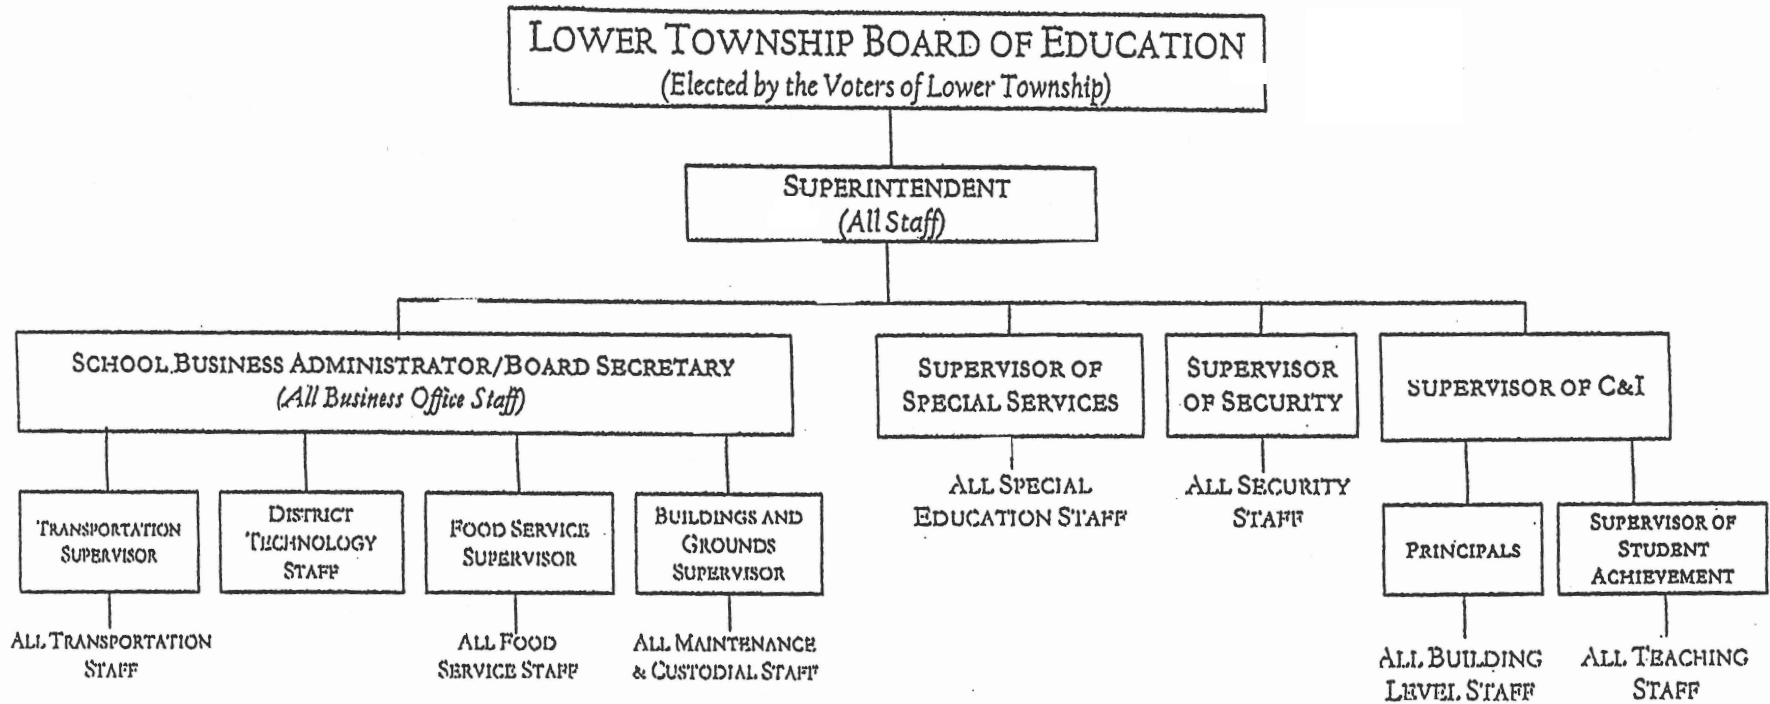 LOWER TOWNSHIP BOARD OF EDUCATION
(Elected by the Voters of Lower Township)
SUPERINTENDENT
(All Staff)
SCHOOL BUSINESS ADMINISTRATOR/BOARD SECRETARY
(All Business Office Staff)
SUPERVISOR OF
SPECIAL SERVICES
SUPERVISOR
OF SECURITY
SUPERVISOR OF C&I
ALL SPECIAL
EDUCATION STAFF
ALL SECURITY
STAFF
TRANSPORTATION
SUPERVISOR
DISTRICT
TECHNOLOGY
STAFF
FOOD SERVICE
SUPERVISOR
BUILDINGS AND
GROUNDS
SUPERVISOR
PRINCIPALS
SUPERVISOR OF
STUDENT
ACHIEVEMENT
ALL TRANSPORTATION
STAFF
ALL FOOD
SERVICE STAFF
ALL MAINTENANCE
& CUSTODIAL STAFF
ALL BUILDING
LEVEL STAFF
ALL TEACHING
STAFF